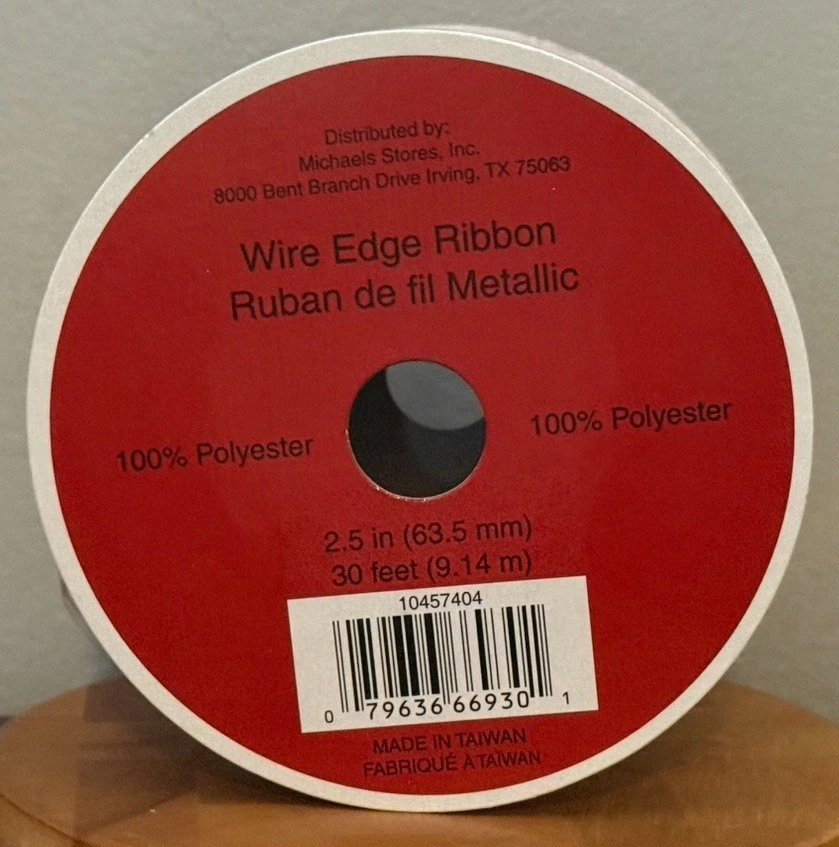 Distributed by:
Michaels Stores, Inc.
8000 Bent Branch Drive Irving, TX 75063
Wire Edge Ribbon
Ruban de fil Metallic
100% Polyester 100% Polyester
2.5 in (63.5 mm)
30 feet (9.14 m)
10457404
0 79636 66930 1
MADE IN TAIWAN
FABRIQUÉ À TAÏWAN